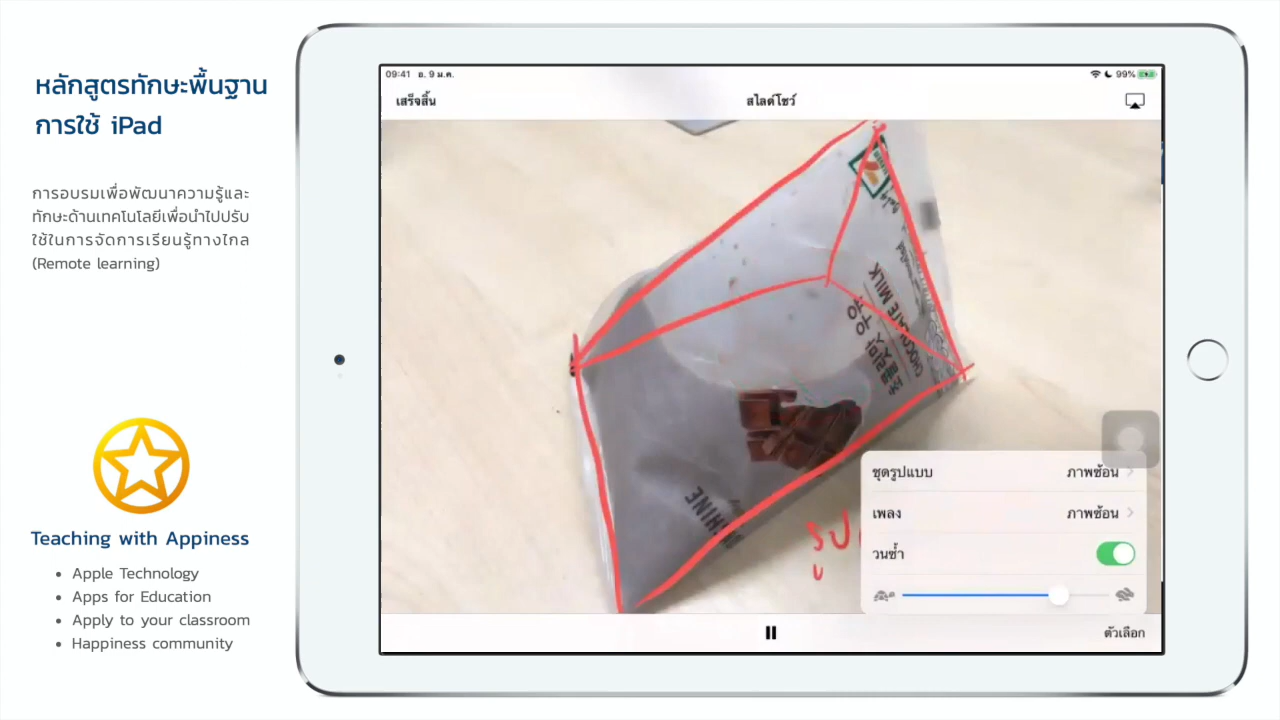 หลักสูตรทักษะพื้นฐาน
การใช้ iPad
การอบรมเพื่อพัฒนาความรู้และ
ทักษะด้านเทคโนโลยีเพื่อนำไปปรับ
ใช้ในการจัดการเรียนรู้ทางไกล
(Remote learning)
Teaching with Appiness
Apple Technology
Apps for Education
Apply to your classroom
Happiness community
09:41 อ. 9 ม.ค.
99%
เสร็จสิ้น
สไลด์โชว์
CHOCOLATE MILK
초콜리맛 우유
ชุดรูปแบบ ภาพซ้อน
เพลง ภาพซ้อน
วนซ้ำ
ตัวเลือก